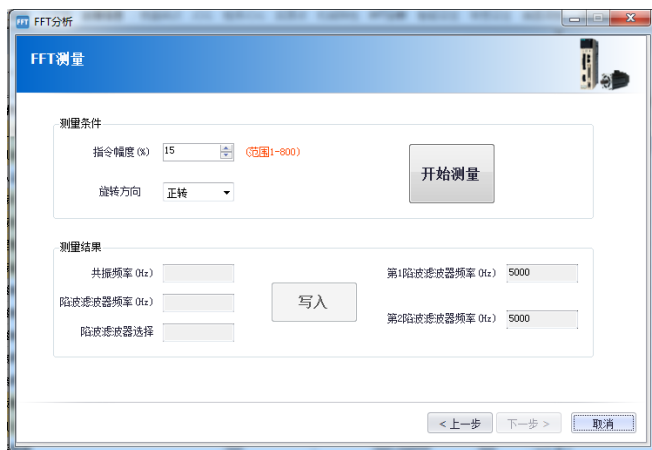 FFT分析
FFT测量
测量条件
指令幅度(%) 15 (范围1-800)
旋转方向 正转
开始测量
测量结果
共振频率(Hz)
陷波滤波器频率(Hz)
陷波滤波器选择
写入
第1陷波滤波器频率(Hz) 5000
第2陷波滤波器频率(Hz) 5000
< 上一步 下一步 > 取消